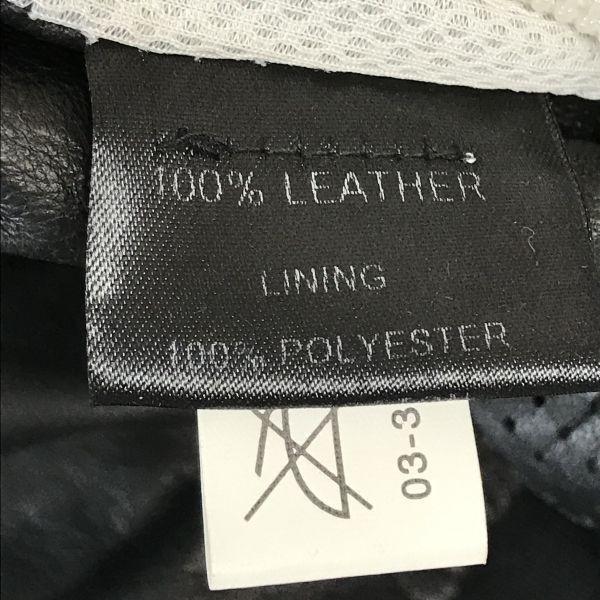 100% LEATHER
LINING
100% POLYESTER
03-3